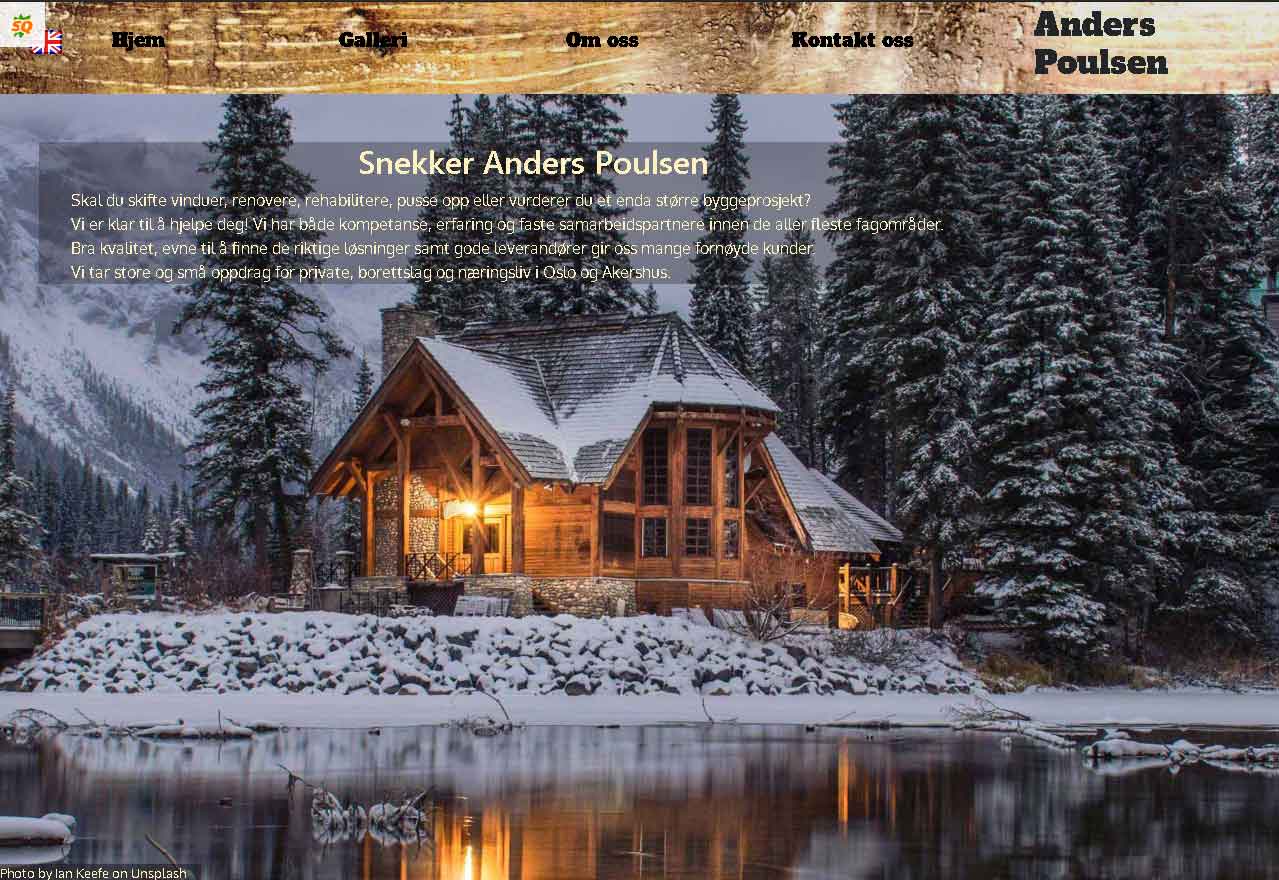 SQ
Hjem
Galleri
Om oss
Kontakt oss
Anders
Poulsen
Snekker Anders Poulsen
Skal du skifte vinduer, renovere, rehabilitere, pusse opp eller vurderer du et enda større byggeprosjekt?
Vi er klar til å hjelpe deg! Vi har både kompetanse, erfaring og faste samarbeidspartnere innen de aller fleste fagområder.
Bra kvalitet, evne til å finne de riktige løsninger samt gode leverandører gir oss mange fornøyde kunder.
Vi tar store og små oppdrag for private, borettslag og næringsliv i Oslo og Akershus.
Photo by Ian Keefe on Unsplash